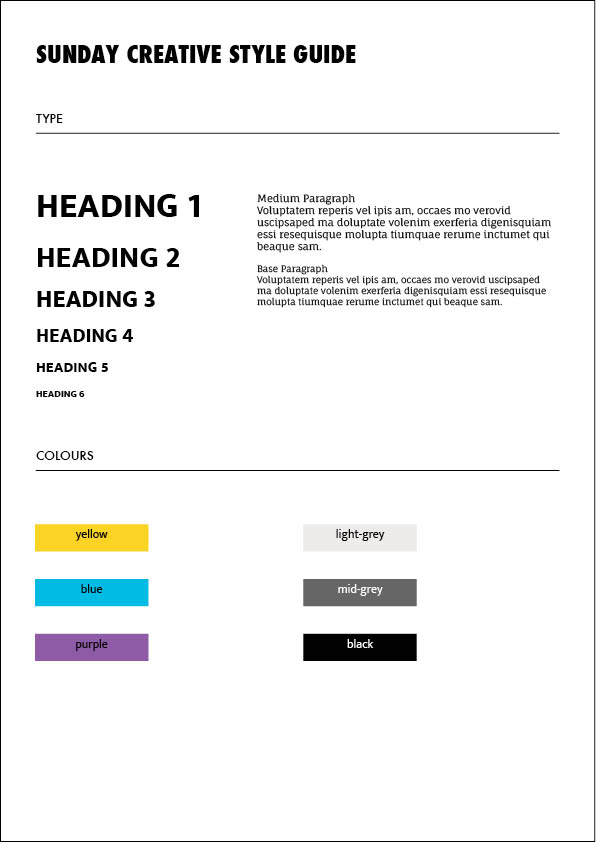 SUNDAY CREATIVE STYLE GUIDE
TYPE
HEADING 1
HEADING 2
HEADING 3
HEADING 4
HEADING 5
HEADING 6
Medium Paragraph
Voluptatem reperis vel ipis am, occaes mo verovid
uscipsaped ma doluptate volenim exerferia digenisquiam
essi resequisque molupta tiumquae rerume inctumet qui
beaque sam.
Base Paragraph
Voluptatem reperis vel ipis am, occaes mo verovid uscipsaped
ma doluptate volenim exerferia digenisquiam essi resequisque
molupta tiumquae rerume inctumet qui beaque sam.
COLOURS
yellow
light-grey
blue
mid-grey
purple
black